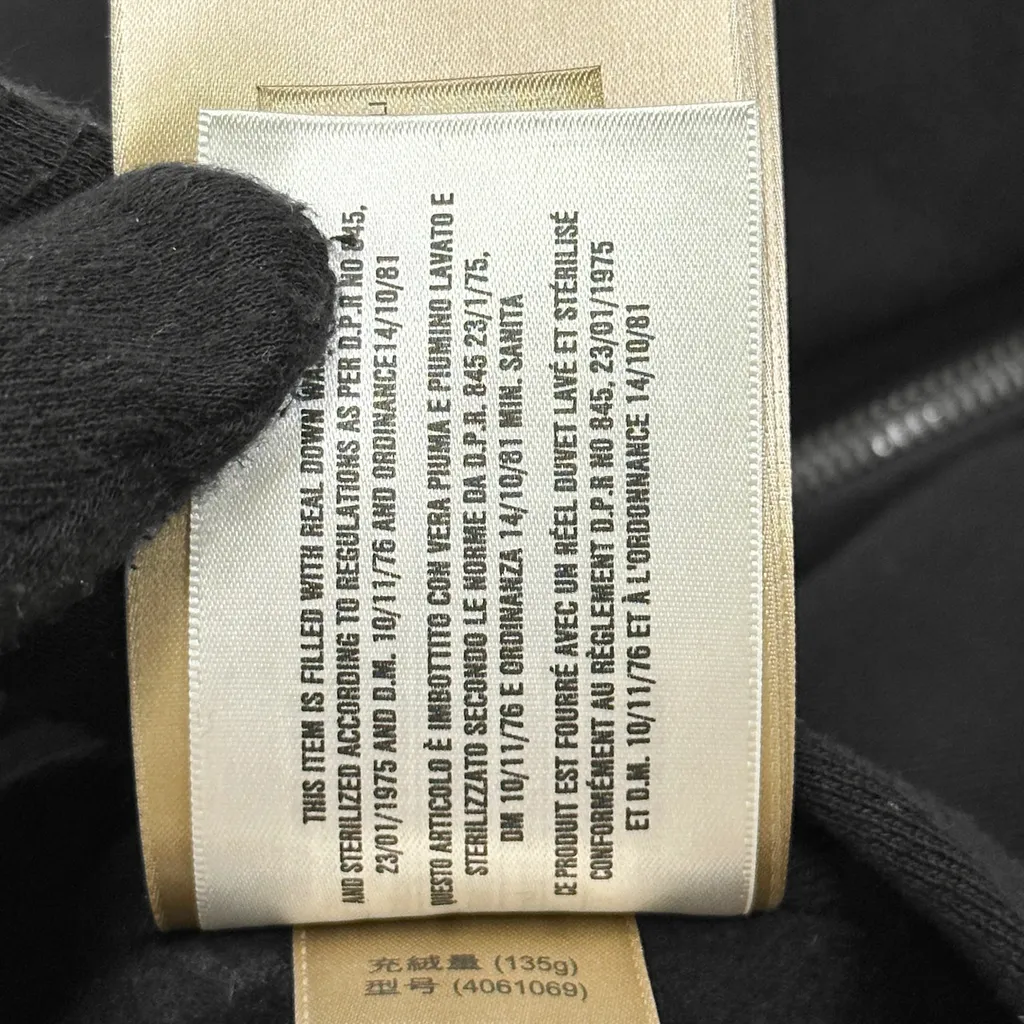 THIS ITEM IS FILLED WITH REAL DOWN
AND STERILIZED ACCORDING TO REGULATIONS AS PER D.P.R NO 845,
23/01/1975 AND D.M. 10/11/76 AND ORDINANCE14/10/81
QUESTO ARTICOLO È IMBOTTITO CON VERA PIUMA E PIUMINO LAVATO E
STERILIZZATO SECONDO LE NORME DA D.P.R. 845 23/1/75,
DM 10/11/76 E ORDINANZA 14/10/81 MIN. SANITA
CE PRODUIT EST FOURRÉ AVEC UN RÉEL DUVET LAVÉ ET STÉRILISÉ
CONFORMÉMENT AU RÈGLEMENT D.P.R NO 845, 23/01/1975
ET D.M. 10/11/76 ET À L'ORDONNANCE 14/10/81
充絨量 (135g)
型号 (4061069)